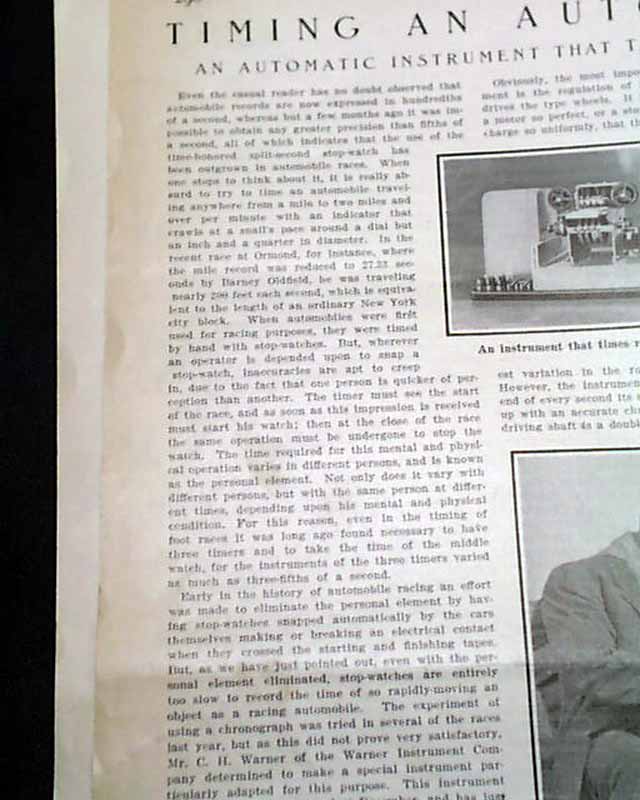 TIMING AN AUTO
AN AUTOMATIC INSTRUMENT THAT T
Even the casual reader has no doubt observed that
automobile records are now expressed in hundredths
of a second, whereas but a few months ago it was im-
possible to obtain any greater precision than fifths of
a second, all of which indicates that the use of the
time-honored split-second stop-watch has
been outgrown in automobile races. When
one stops to think about it, it is really ab-
surd to try to time an automobile travel-
ing anywhere from a mile to two miles and
over per minute with an indicator that
crawls at a snail's pace around a dial but
an inch and a quarter in diameter. In the
recent race at Ormond, for instance, where
the mile record was reduced to 27.33 sec-
onds by Barney Oldfield, he was traveling
nearly 200 feet each second, which is equiva-
lent to the length of an ordinary New York
city block. When automobiles were first
used for racing purposes, they were timed
by hand with stop-watches. But, wherever
an operator is depended upon to snap a
stop-watch, inaccuracies are apt to creep
in, due to the fact that one person is quicker of per-
ception than another. The timer must see the start
of the race, and as soon as this impression is received
must start his watch; then at the close of the race
the same operation must be undergone to stop the
watch. The time required for this mental and physi-
cal operation varies in different persons, and is known
as the personal element. Not only does it vary with
different persons, but with the same person at differ-
ent times, depending upon his mental and physical
condition. For this reason, even in the timing of
foot races it was long ago found necessary to have
three timers and to take the time of the middle
watch, for the instruments of the three timers varied
as much as three-fifths of a second.
Early in the history of automobile racing an effort
was made to eliminate the personal element by hav-
ing stop-watches snapped automatically by the cars
themselves making or breaking an electrical contact
when they crossed the starting and finishing tapes.
But, as we have just pointed out, even with the per-
sonal element eliminated, stop-watches are entirely
too slow to record the time of so rapidly-moving an
object as a racing automobile. The experiment of
using a chronograph was tried in several of the races
last year, but as this did not prove very satisfactory,
Mr. C. H. Warner of the Warner Instrument Com-
pany determined to make a special instrument par-
ticularly adapted for this purpose. This instrument
and has just
Obviously, the most impo
ment is the regulation of
drives the type wheels. It
a motor so perfect, or a sto
charge so uniformly, that th
An instrument that times r
est variation in the ro
However, the instrumen
end of every second its s
up with an accurate cl
driving shaft is a doubl